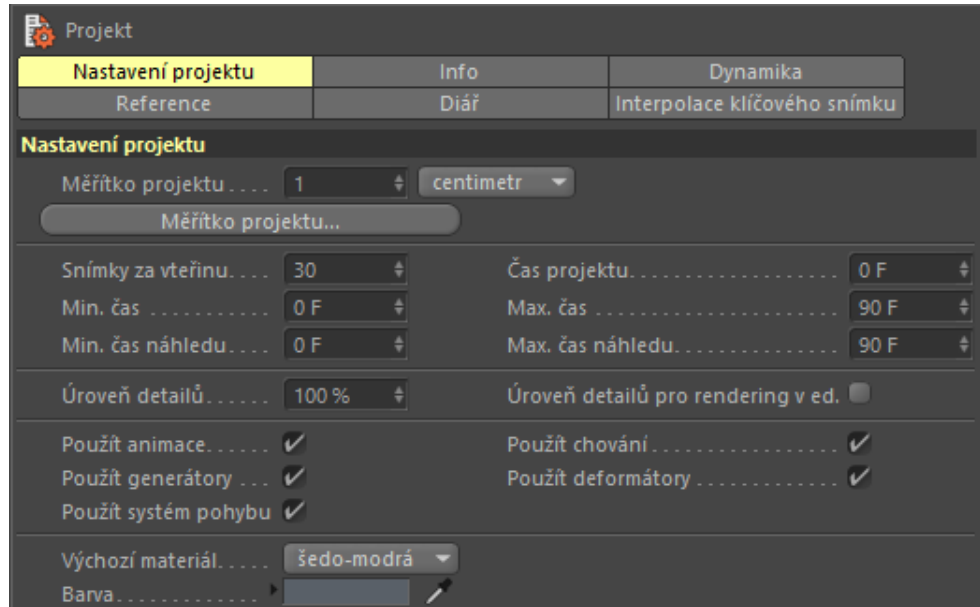 Projekt
Nastavení projektu Info Dynamika
Reference Diář Interpolace klíčového snímku
Nastavení projektu
Měřítko projektu . . . . 1 centimetr
Měřítko projektu...
Snímky za vteřinu. . . . 30 Čas projektu. . . . . . . . . . . . . . . . . . 0 F
Min. čas . . . . . . . . . . . 0 F Max. čas . . . . . . . . . . . . . . . . . . . . . 90 F
Min. čas náhledu. . . . 0 F Max. čas náhledu. . . . . . . . . . . . . . 90 F
Úroveň detailů. . . . . . 100 % Úroveň detailů pro rendering v ed.
Použít animace. . . . . . Použít chování . . . . . . . . . . . . . . . .
Použít generátory . . . Použít deformátory . . . . . . . . . . . . .
Použít systém pohybu
Výchozí materiál. . . . . šedo-modrá
Barva. . . . . . . . . . . . .